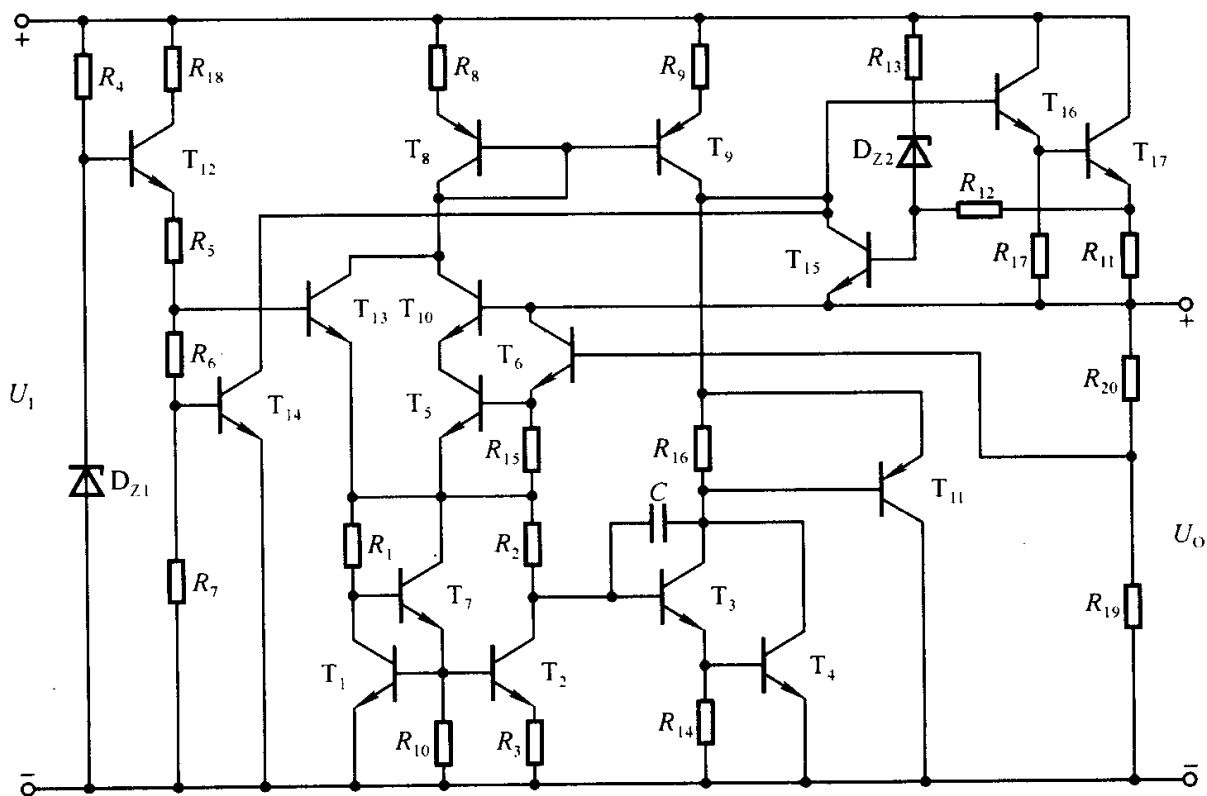 +
R4
R18
R8
R9
R13
T16
T12
T8
T9
DZ2
T17
R12
R5
T15
R17
R11
T13
T10
+
R6
T6
R20
UI
T14
T5
R15
R16
DZ1
C
T11
R1
R2
UO
R7
T7
T3
R19
T1
T2
T4
R10
R3
R14
−
−